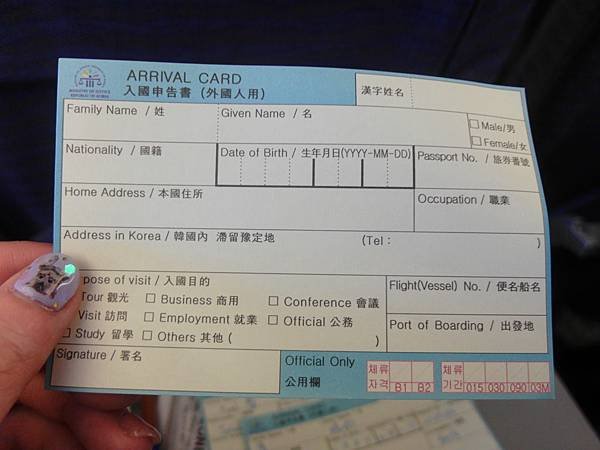 MINISTRY OF JUSTICE
REPUBLIC OF KOREA
ARRIVAL CARD
入國申告書 (外國人用)
漢字姓名
Family Name / 姓
Given Name / 名
□ Male/男
□ Female/女
Nationality / 國籍
Date of Birth / 生年月日(YYYY-MM-DD)
Passport No. / 旅券番號
Home Address / 本國住所
Occupation / 職業
Address in Korea / 韓國內 滯留豫定地 (Tel : )
pose of visit / 入國目的
Tour 觀光 □ Business 商用 □ Conference 會議
Visit 訪問 □ Employment 就業 □ Official 公務
□ Study 留學 □ Others 其他 ( )
Flight(Vessel) No. / 便名船名
Port of Boarding / 出發地
Signature / 署名
Official Only
公用欄
체류
자격 B1 B2
체류
기간 015 030 090 03M